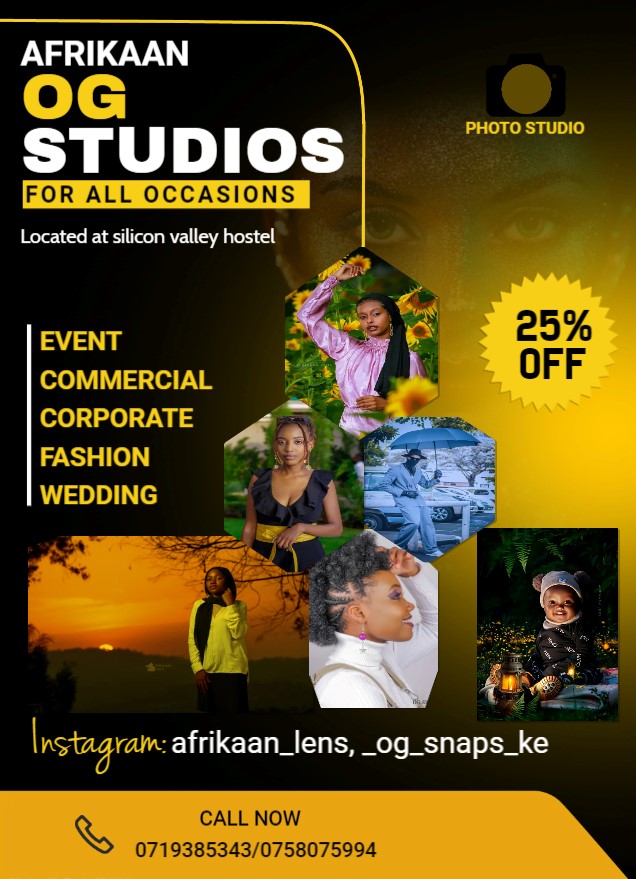 AFRIKAAN
OG
STUDIOS
FOR ALL OCCASIONS
Located at silicon valley hostel
PHOTO STUDIO
25%
OFF
EVENT
COMMERCIAL
CORPORATE
FASHION
WEDDING
Instagram: afrikaan_lens, _og_snaps_ke
CALL NOW
0719385343/0758075994